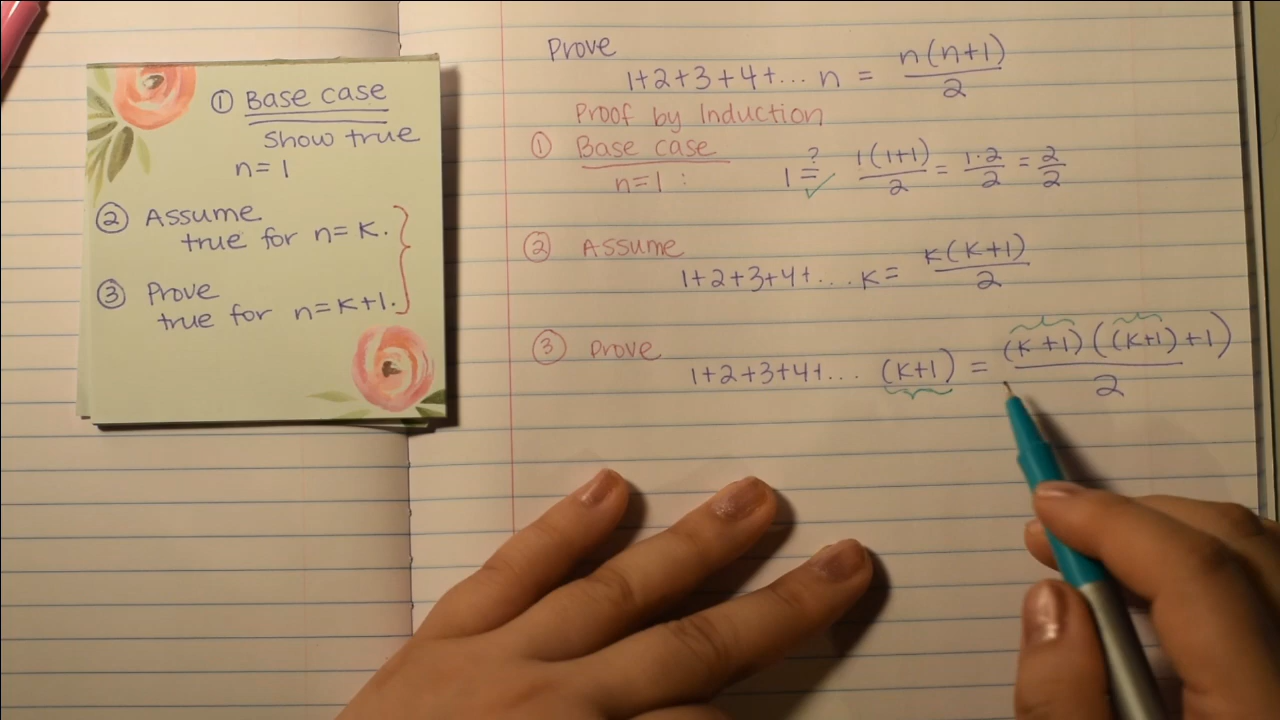 ① Base case
Show true
n=1
② Assume
true for n=k.
③ Prove
true for n=k+1.
Prove
1+2+3+4+... n = n(n+1)/2
Proof by Induction
① Base case
n=1 :
1 ?= 1(1+1)/2 = 1·2/2 = 2/2 ✓
② Assume
1+2+3+4+... k = k(k+1)/2
③ Prove
1+2+3+4+... (k+1) = (k+1)((k+1)+1)/2